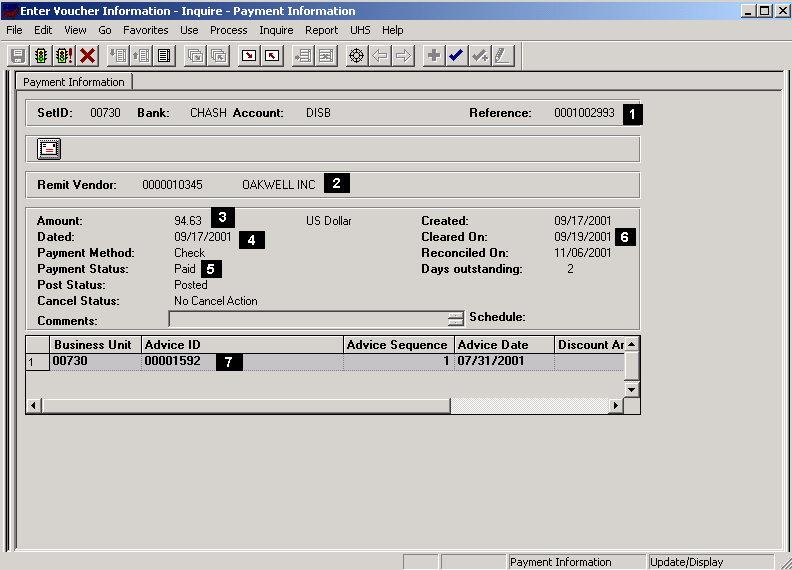 Enter Voucher Information - Inquire - Payment Information
File Edit View Go Favorites Use Process Inquire Report UHS Help
Payment Information
SetID: 00730 Bank: CHASH Account: DISB Reference: 0001002993 1
Remit Vendor: 0000010345 OAKWELL INC 2
Amount: 94.63 3 US Dollar Created: 09/17/2001
Dated: 09/17/2001 4 Cleared On: 09/19/2001 6
Payment Method: Check Reconciled On: 11/06/2001
Payment Status: Paid 5 Days outstanding: 2
Post Status: Posted
Cancel Status: No Cancel Action
Comments: Schedule:
Business Unit Advice ID Advice Sequence Advice Date Discount Ar
1 00730 00001592 7 1 07/31/2001
Payment Information Update/Display